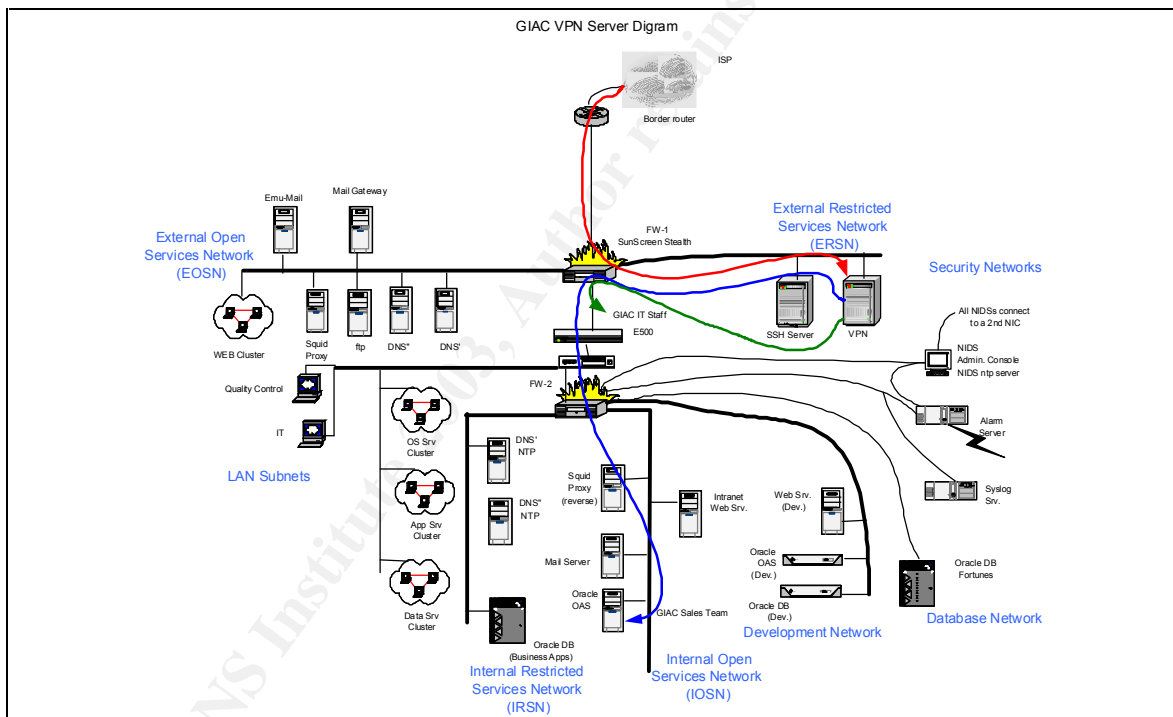 GIAC VPN Server Digram
ISP
Border router
Emu-Mail
Mail Gateway
External Open
Services Network
(EOSN)
FW-1
SunScreen Stealth
External Restricted
Services Network
(ERSN)
Security Networks
WEB Cluster
Squid
Proxy
ftp
DNS"
DNS'
GIAC IT Staff
E500
SSH Server
VPN
All NIDSs connect
to a 2nd NIC
NIDS
Admin. Console
NIDS ntp server
Quality Control
FW-2
IT
OS Srv
Cluster
Alarm
Server
LAN Subnets
DNS'
NTP
Squid
Proxy
(reverse)
Intranet
Web Srv.
Web Srv.
(Dev.)
Syslog
Srv.
App Srv
Cluster
DNS"
NTP
Mail Server
Oracle
OAS
(Dev.)
Oracle DB
Fortunes
Data Srv
Cluster
Oracle
OAS
GIAC Sales Team
Oracle DB
(Dev.)
Development Network
Database Network
Oracle DB
(Business Apps)
Internal Restricted
Services Network
(IRSN)
Internal Open
Services Network
(IOSN)
NS Institute 2003, Author re ains